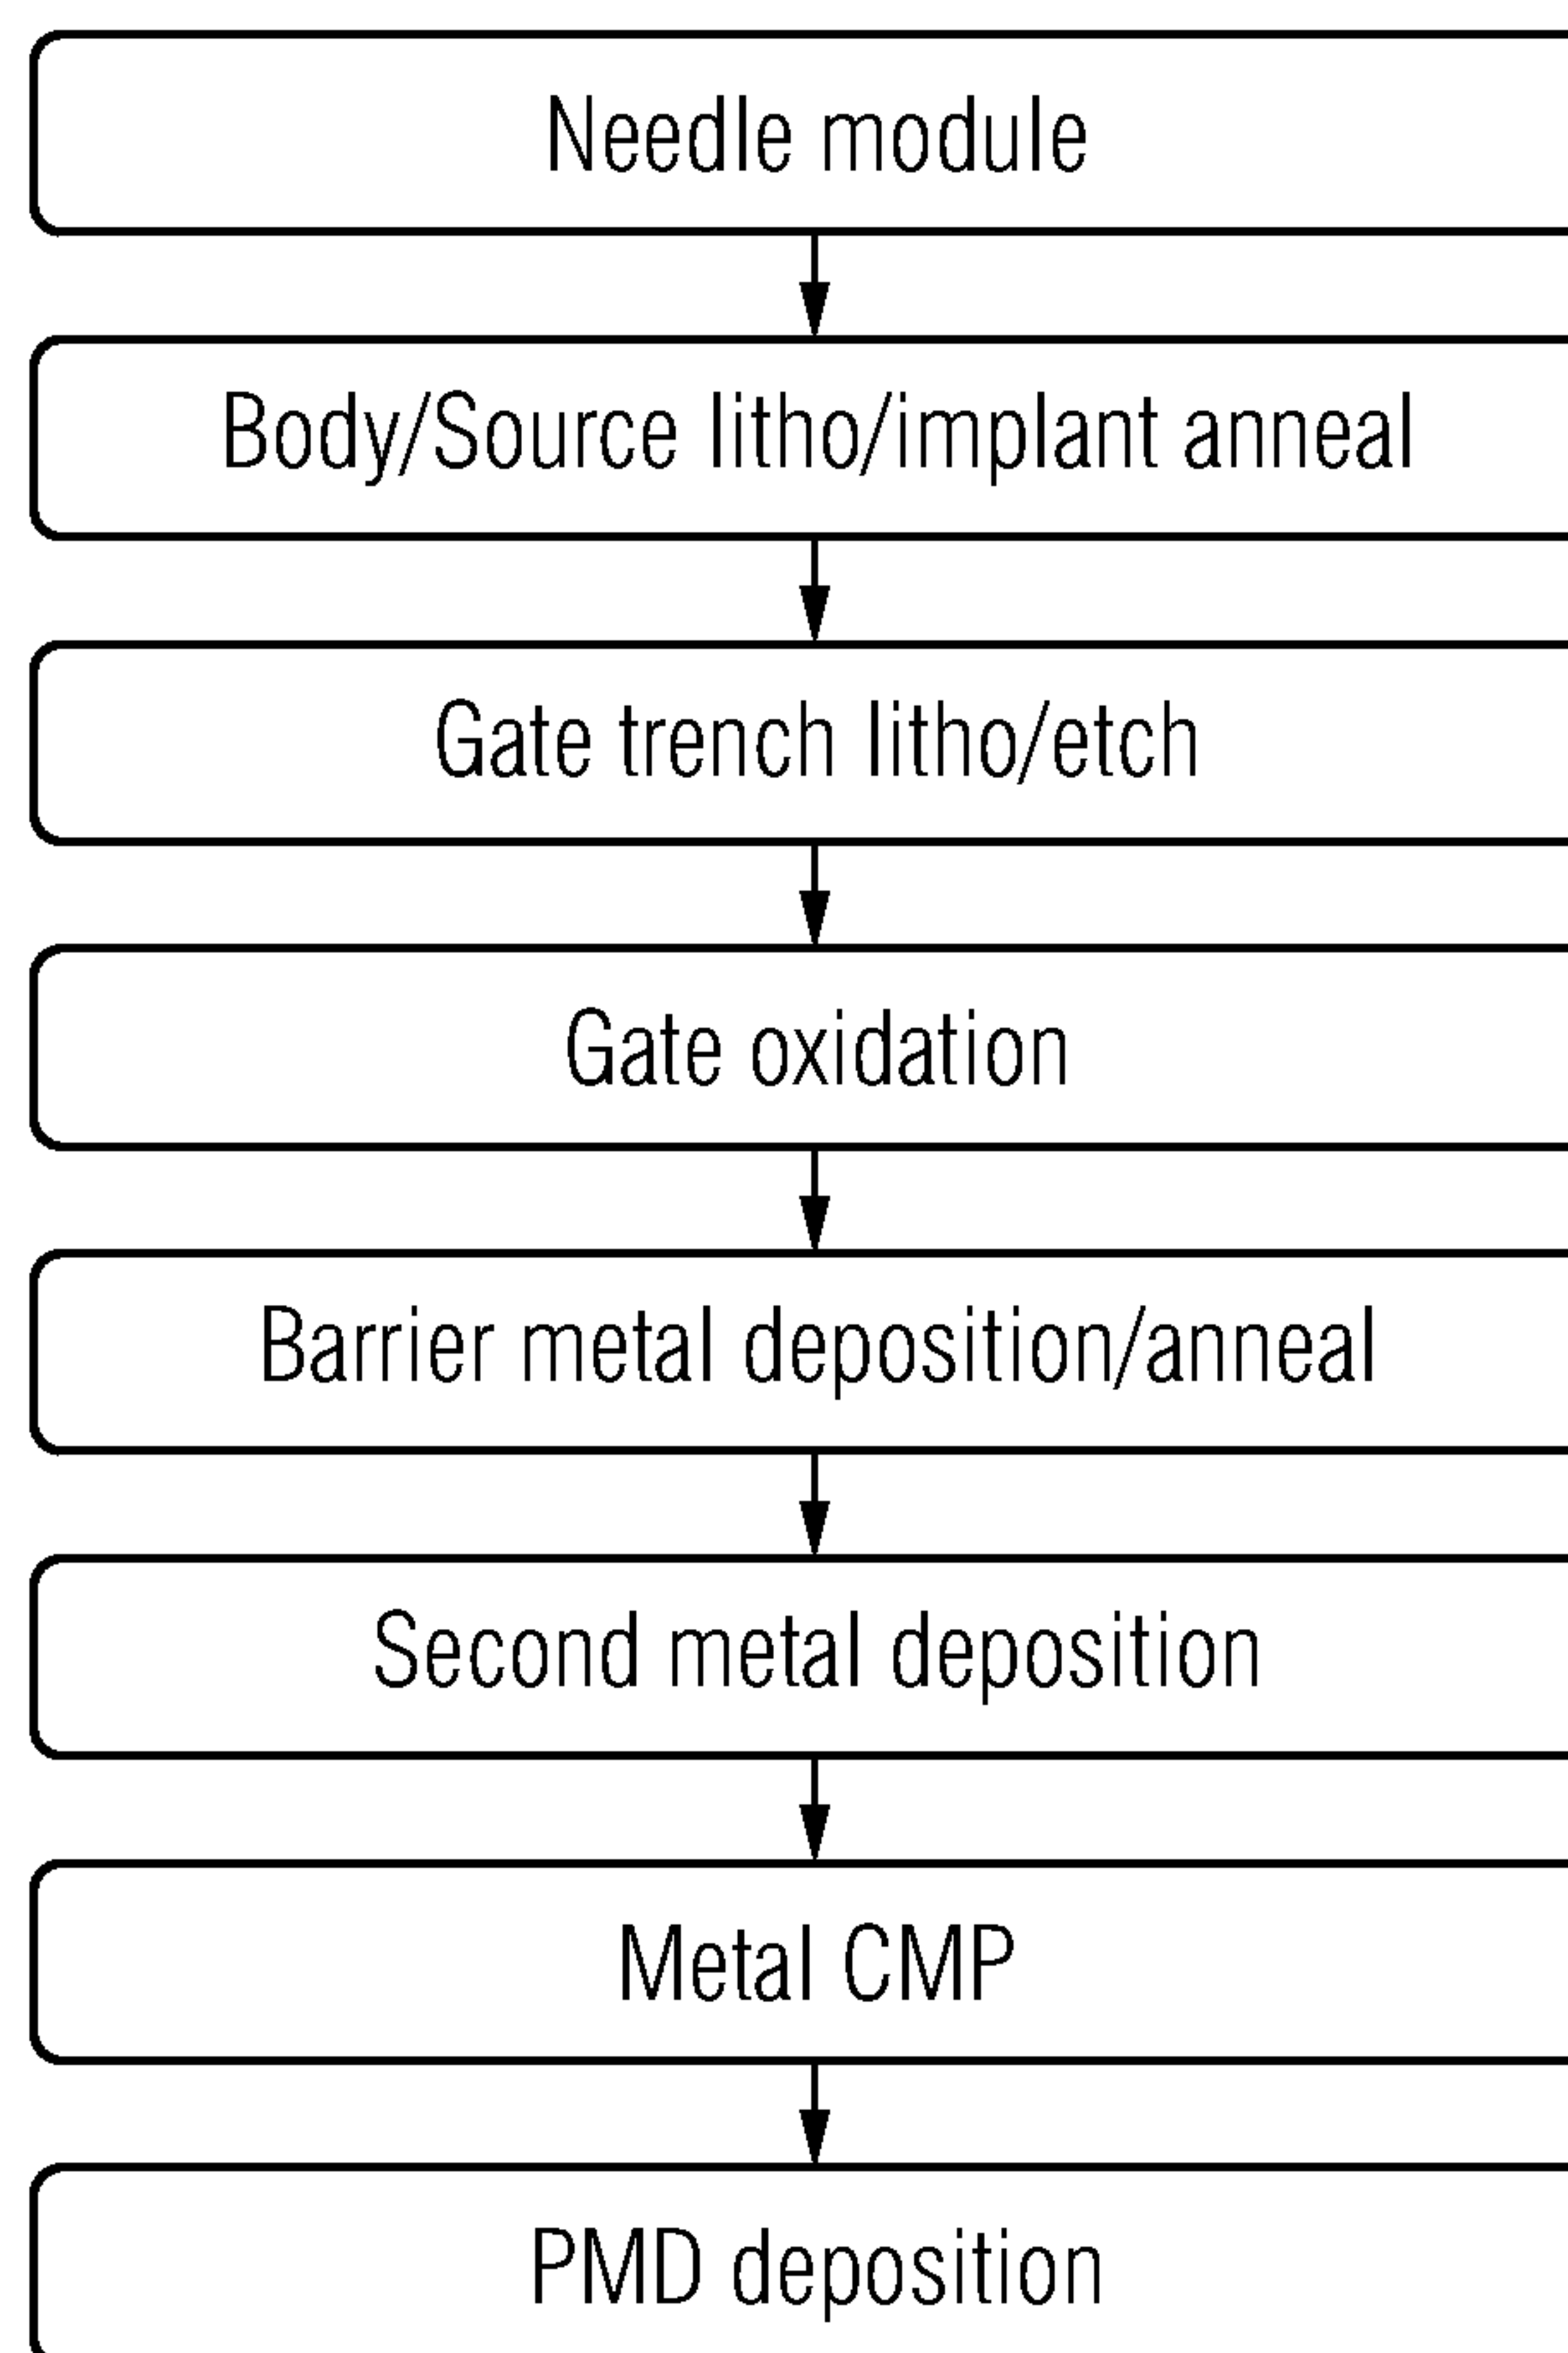 Needle module
Body/Source litho/implant anneal
Gate trench litho/etch
Gate oxidation
Barrier metal deposition/anneal
Second metal deposition
Metal CMP
PMD deposition